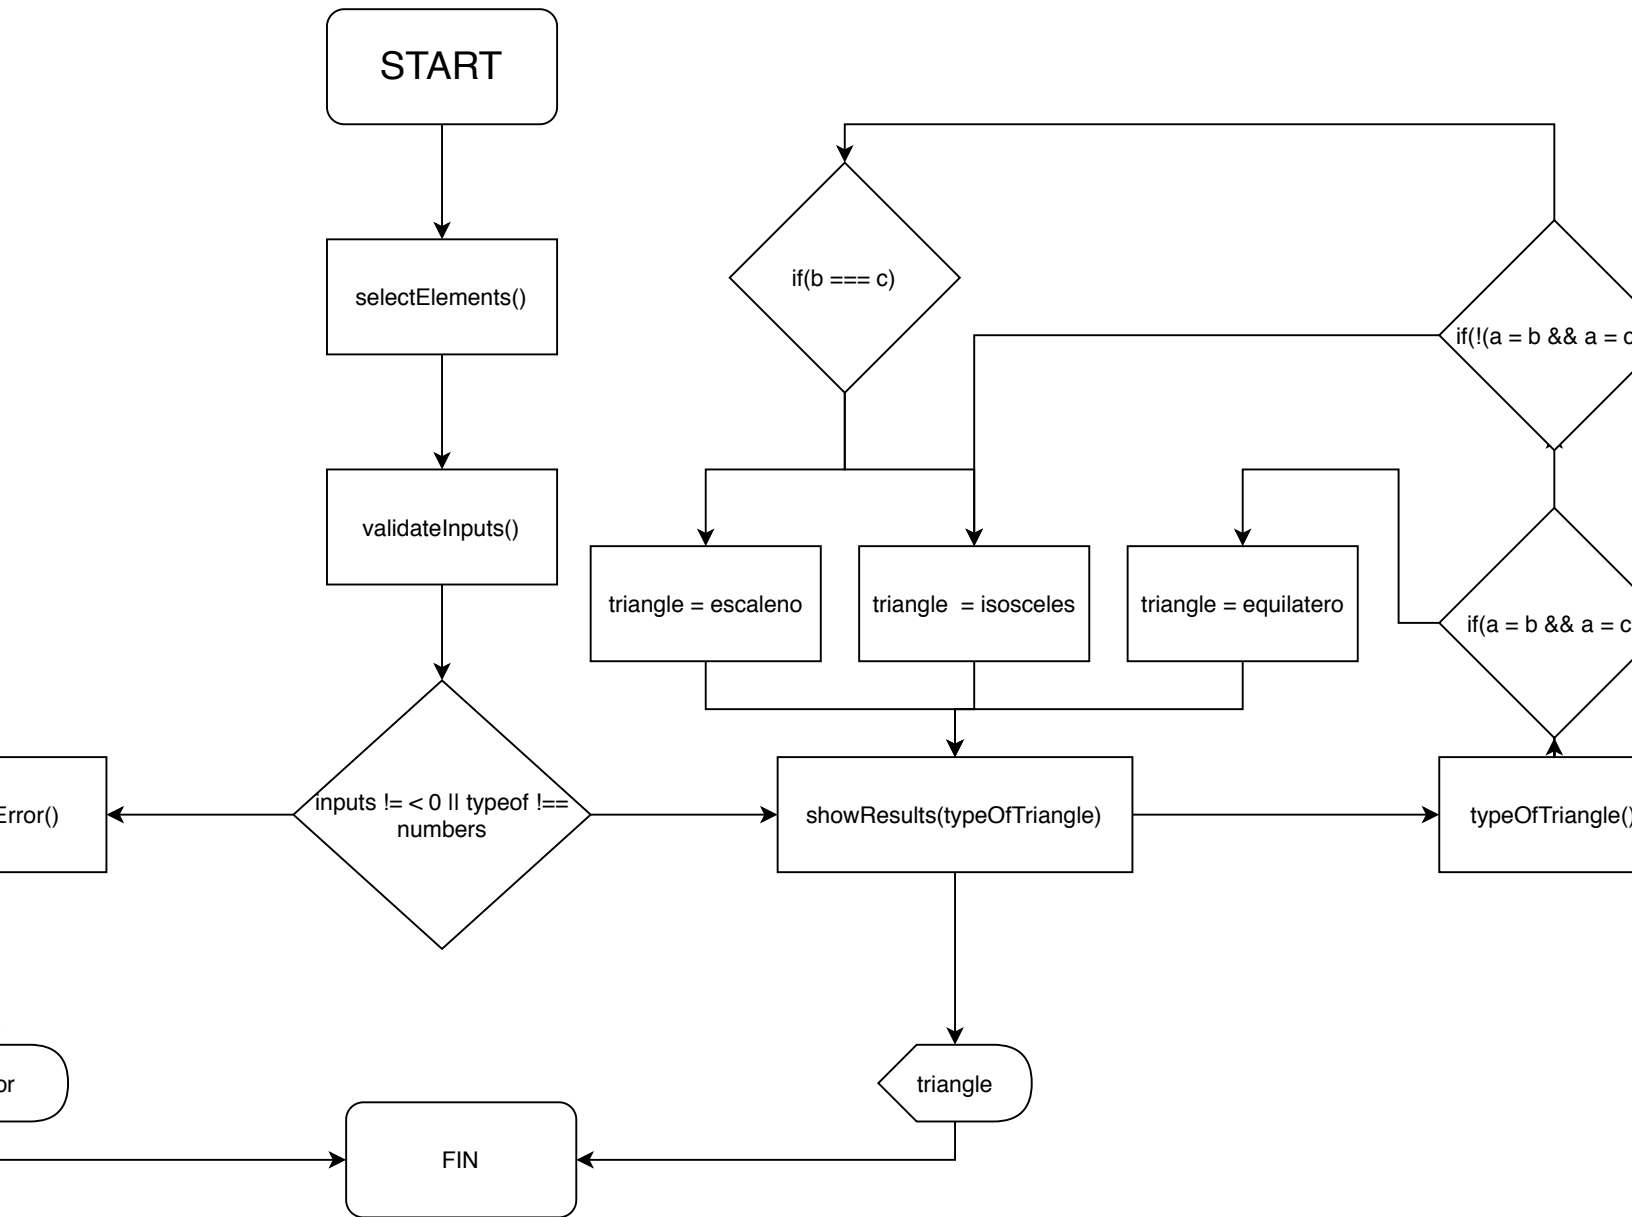 START
if(b === c)
selectElements()
if(!(a = b && a = c
validateInputs()
triangle = escaleno
triangle  = isosceles
triangle = equilatero
if(a = b && a = c
inputs != < 0 || typeof !==
numbers
Error()
showResults(typeOfTriangle)
typeOfTriangle()
or
triangle
FIN